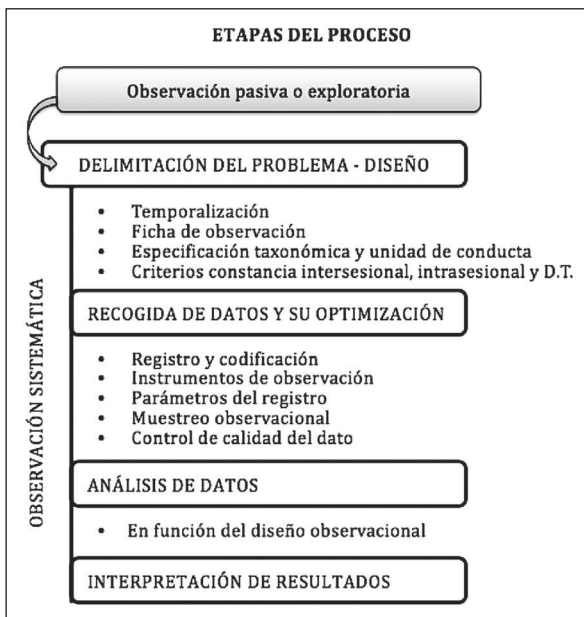 ETAPAS DEL PROCESO
Observación pasiva o exploratoria
DELIMITACIÓN DEL PROBLEMA - DISEÑO
• Temporalización
• Ficha de observación
• Especificación taxonómica y unidad de conducta
• Criterios constancia intersesional, intrasesional y D.T.
RECOGIDA DE DATOS Y SU OPTIMIZACIÓN
• Registro y codificación
• Instrumentos de observación
• Parámetros del registro
• Muestreo observacional
• Control de calidad del dato
ANÁLISIS DE DATOS
• En función del diseño observacional
INTERPRETACIÓN DE RESULTADOS
OBSERVACIÓN SISTEMÁTICA